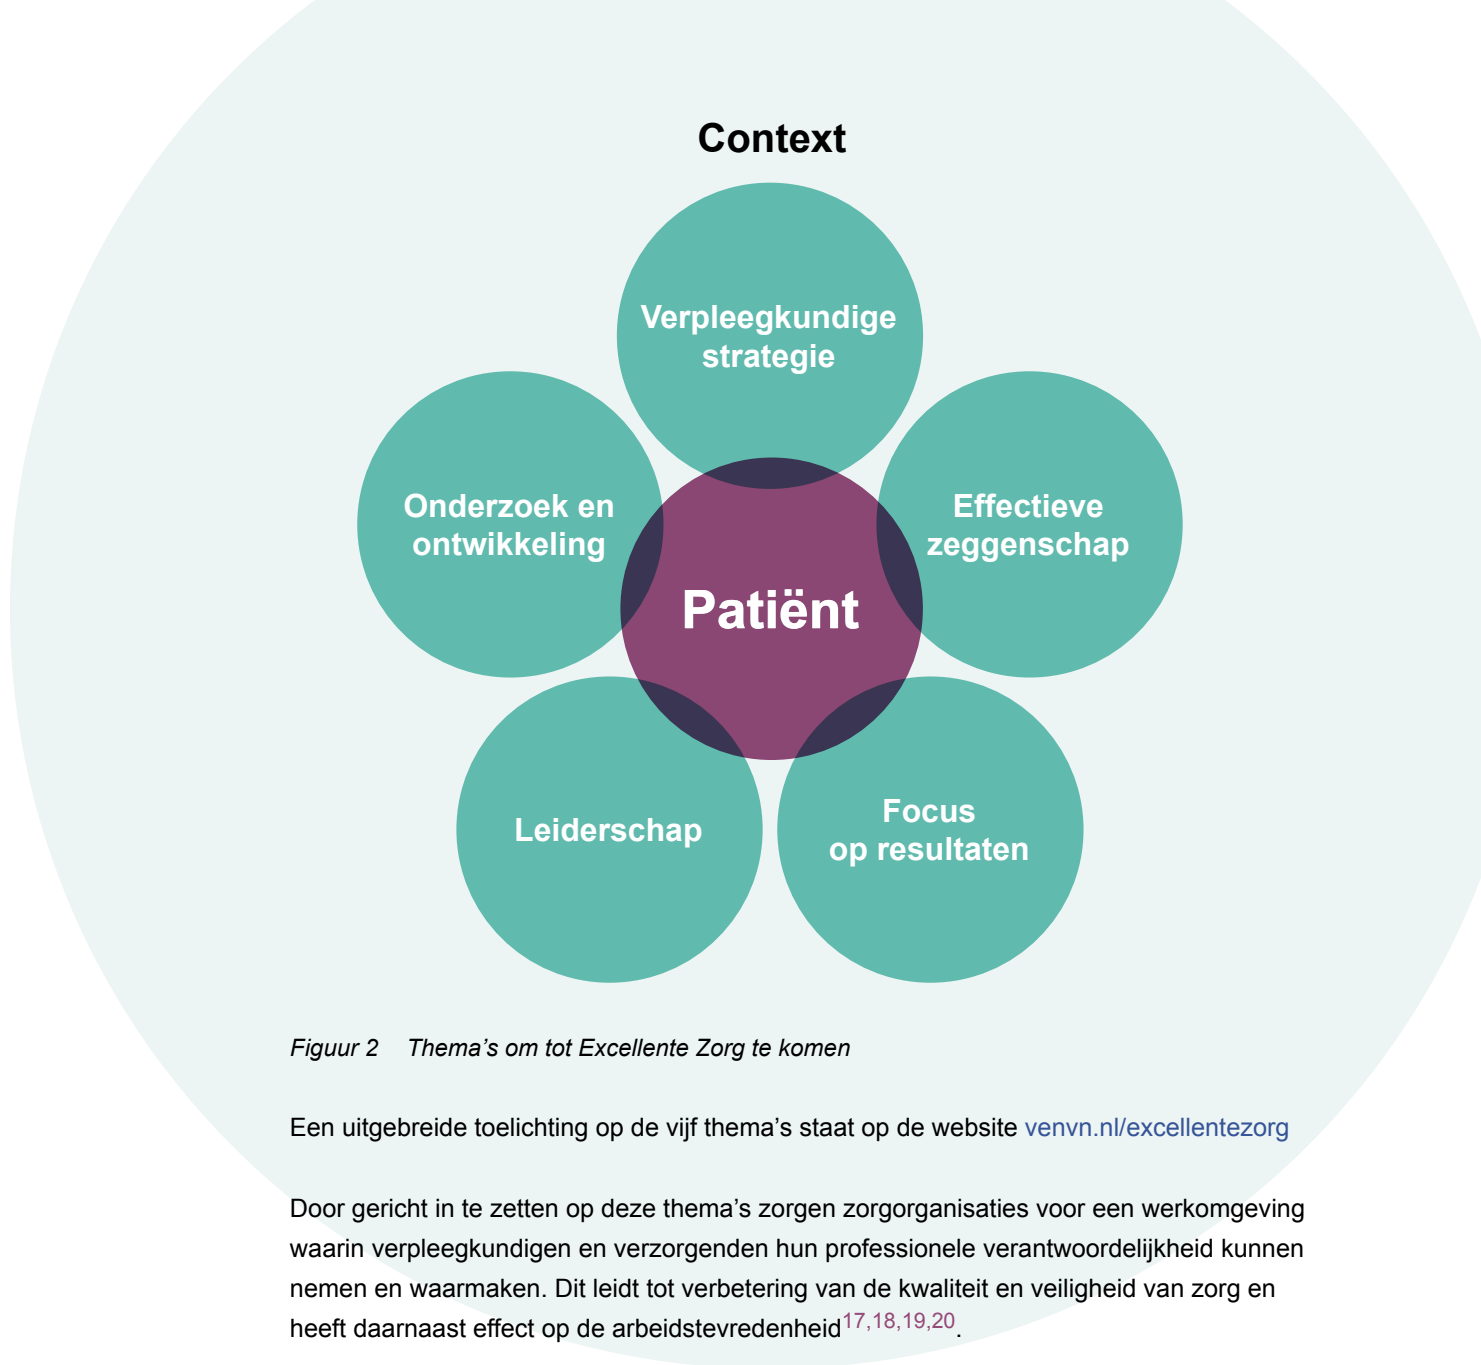 Context
Verpleegkundige
strategie
Onderzoek en
ontwikkeling
Effectieve
zeggenschap
Patiënt
Leiderschap
Focus
op resultaten
Figuur 2 Thema’s om tot Excellente Zorg te komen
Een uitgebreide toelichting op de vijf thema’s staat op de website venvn.nl/excellentezorg
Door gericht in te zetten op deze thema’s zorgen zorgorganisaties voor een werkomgeving
waarin verpleegkundigen en verzorgenden hun professionele verantwoordelijkheid kunnen
nemen en waarmaken. Dit leidt tot verbetering van de kwaliteit en veiligheid van zorg en
heeft daarnaast effect op de arbeidstevredenheid17,18,19,20.